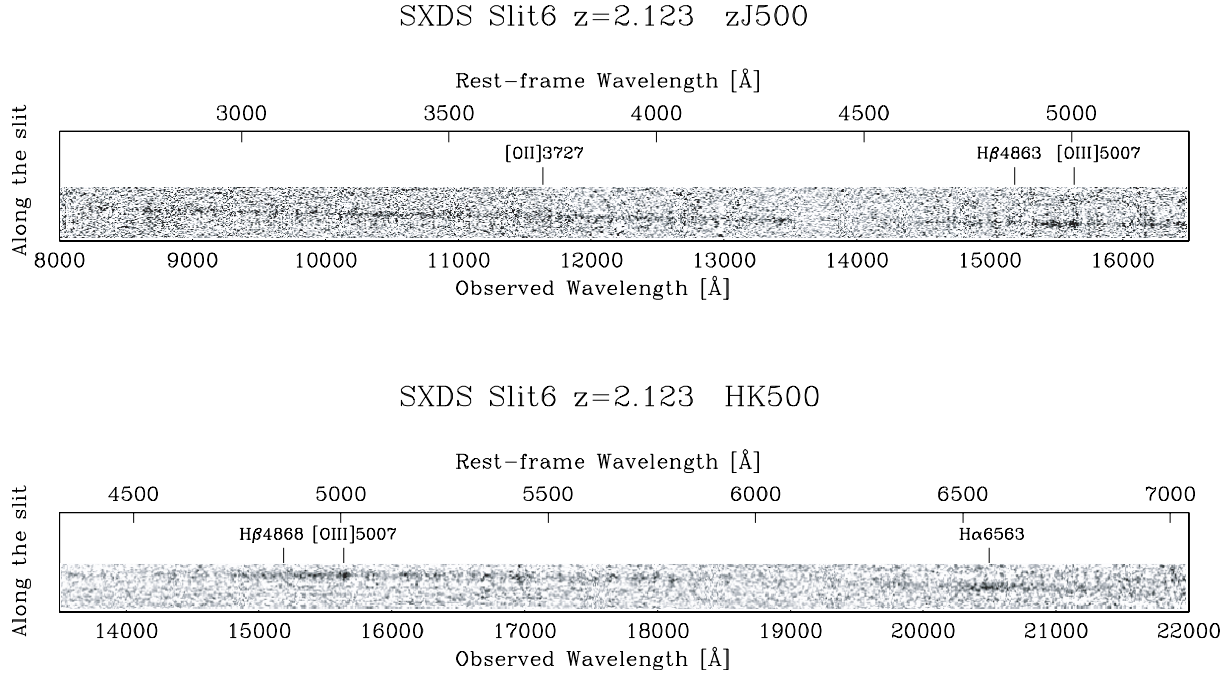 SXDS Slit6 z=2.123 zJ500
Rest-frame Wavelength [Å]
3000 3500 4000 4500 5000
[OII]3727 Hβ4863 [OIII]5007
Along the slit
8000 9000 10000 11000 12000 13000 14000 15000 16000
Observed Wavelength [Å]
SXDS Slit6 z=2.123 HK500
Rest-frame Wavelength [Å]
4500 5000 5500 6000 6500 7000
Hβ4868 [OIII]5007 Hα6563
Along the slit
14000 15000 16000 17000 18000 19000 20000 21000 22000
Observed Wavelength [Å]